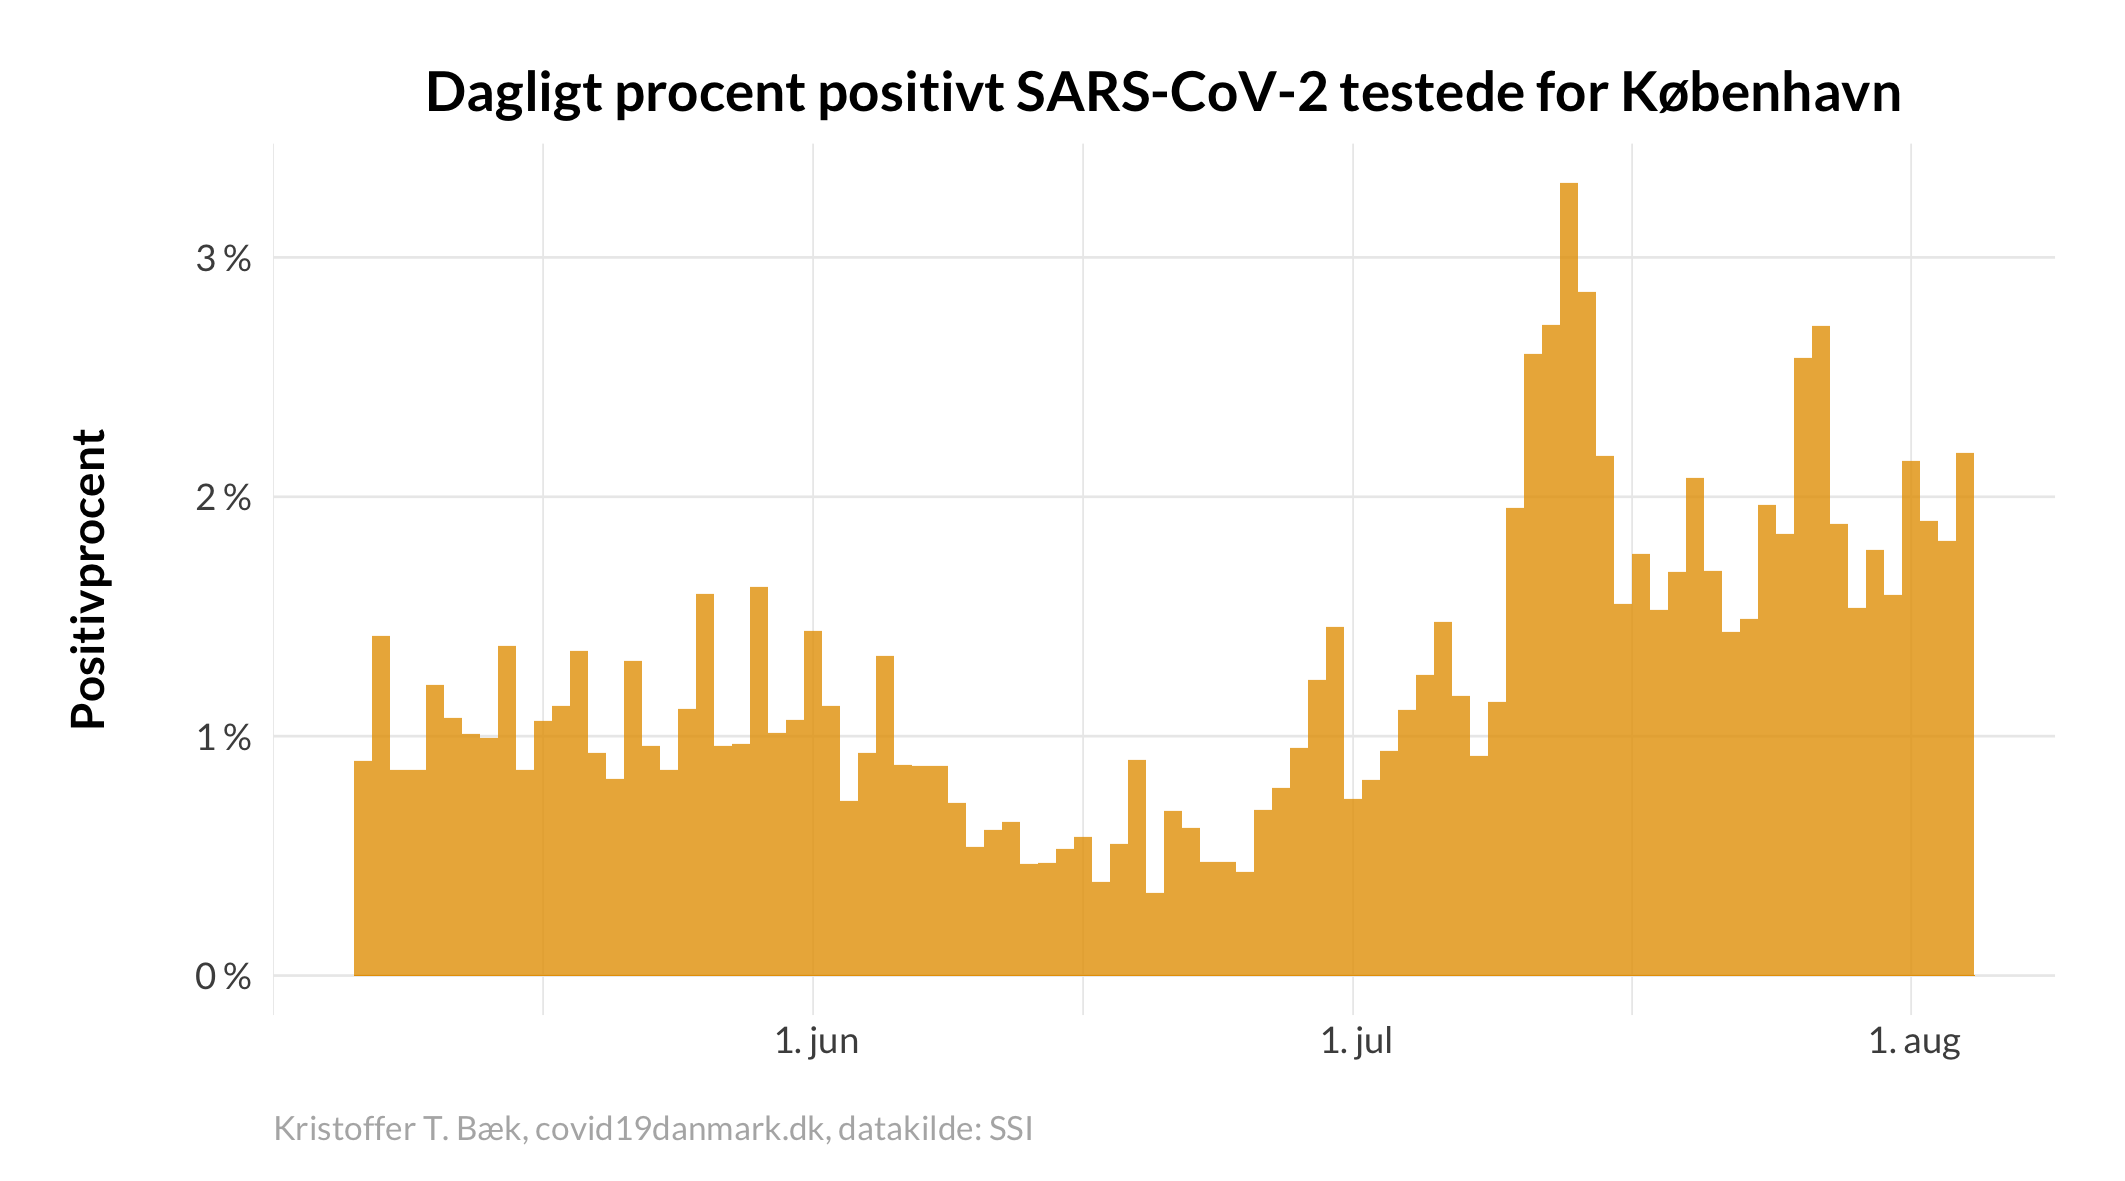 Dagligt procent positivt SARS-CoV-2 testede for København
Positivprocent
3 %
2 %
1 %
0 %
1. jun
1. jul
1. aug
Kristoffer T. Bæk, covid19danmark.dk, datakilde: SSI